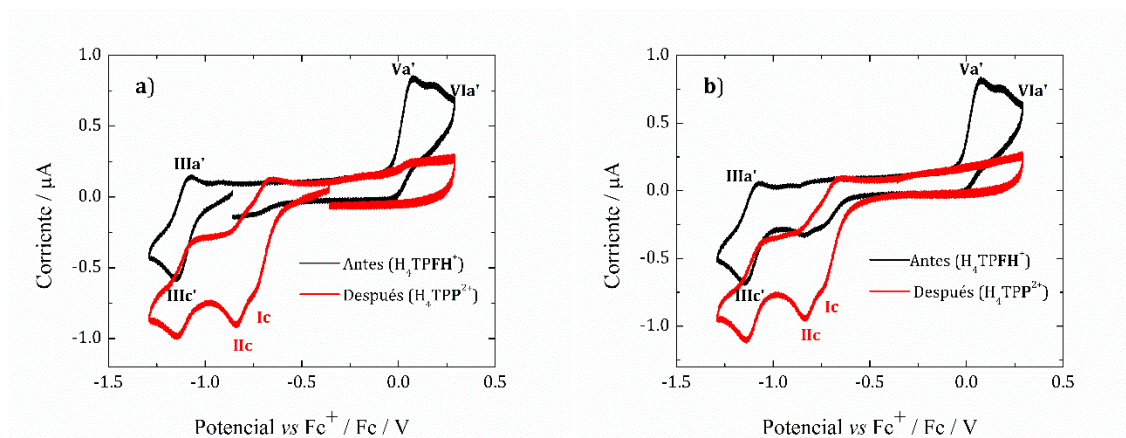 a)
1.0
0.5
0.0
-0.5
-1.0
-1.5
-1.0
-0.5
0.0
0.5
Corriente / µA
Potencial vs Fc⁺ / Fc / V
Va'
VIa'
IIIa'
IIIc'
Ic
IIc
Antes (H₄TPFH⁺)
Después (H₄TPP²⁺)
b)
1.0
0.5
0.0
-0.5
-1.0
-1.5
-1.0
-0.5
0.0
0.5
Corriente / µA
Potencial vs Fc⁺ / Fc / V
Va'
VIa'
IIIa'
IIIc'
Ic
IIc
Antes (H₄TPFH⁺)
Después (H₄TPP²⁺)